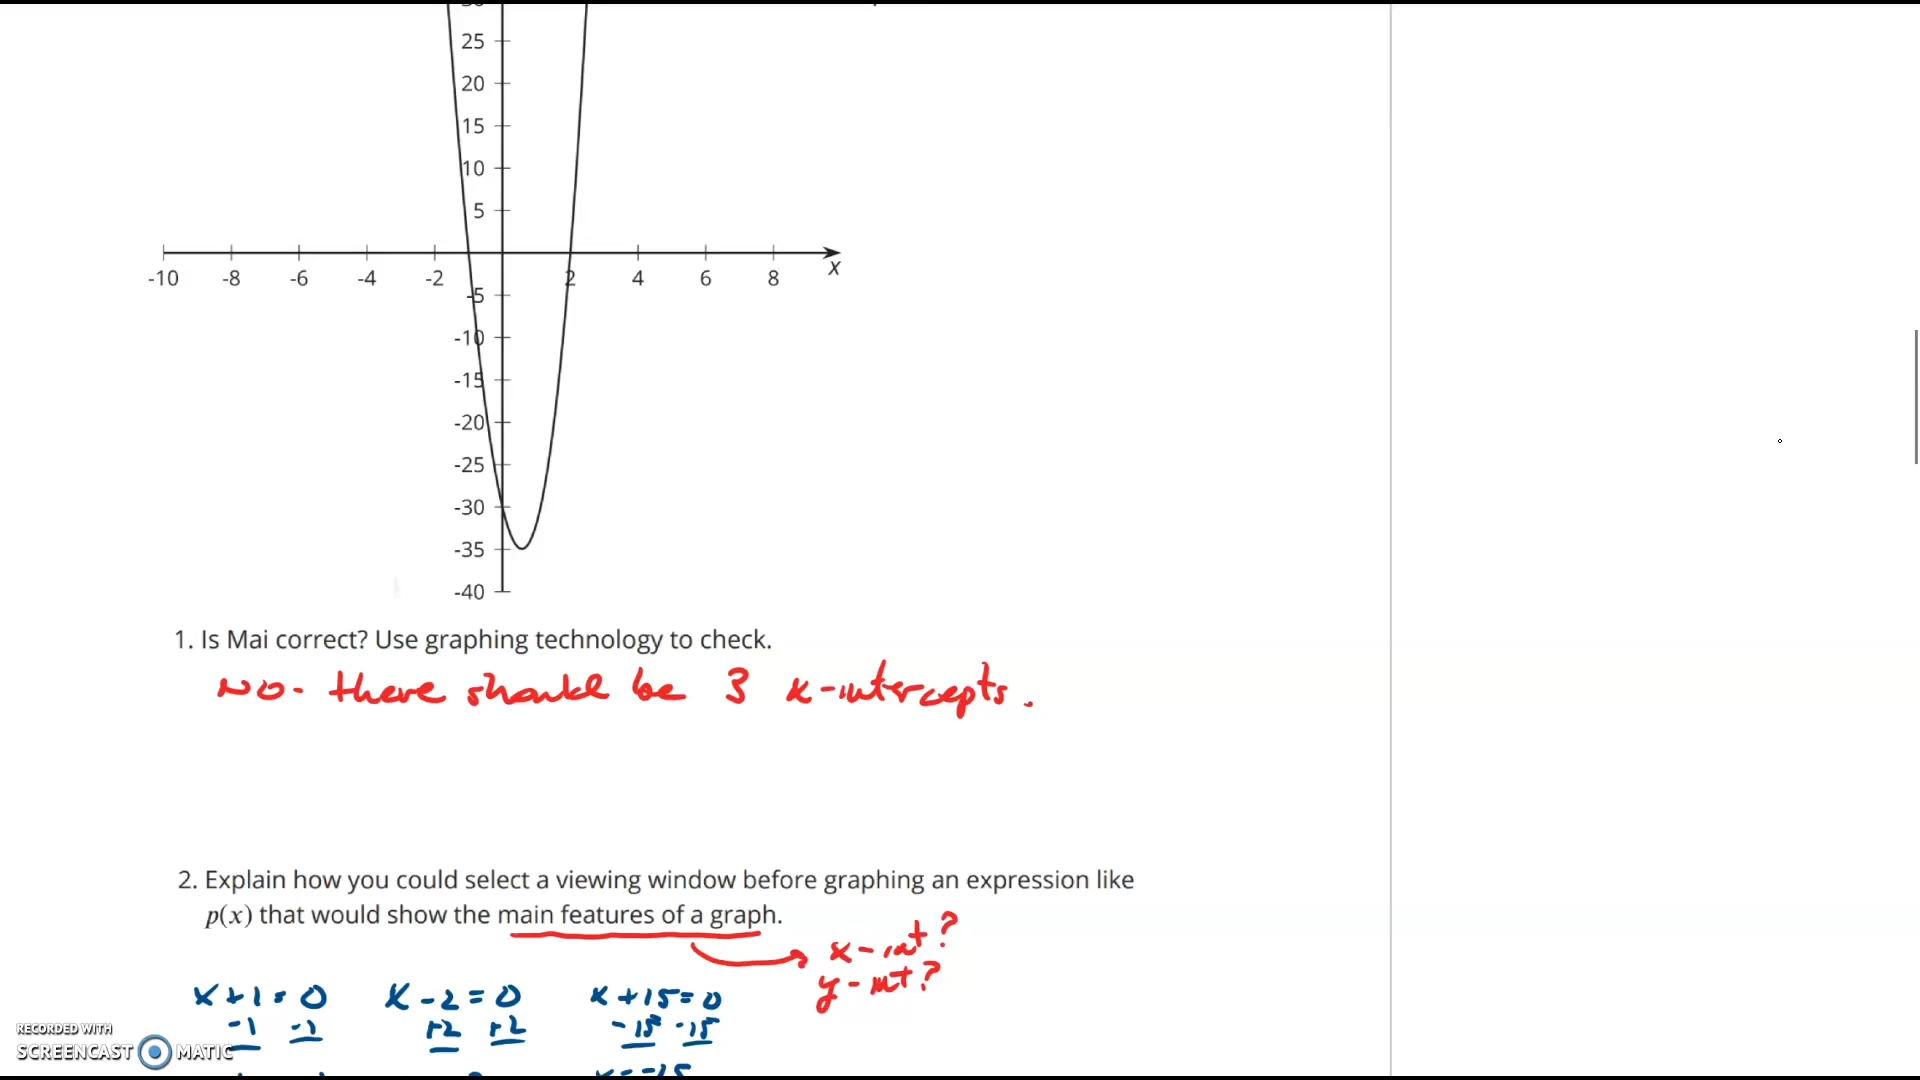 25
20
15
10
5
-10 -8 -6 -4 -2 2 4 6 8 x
-5
-10
-15
-20
-25
-30
-35
-40
1. Is Mai correct? Use graphing technology to check.
NO - there should be 3 x-intercepts.
2. Explain how you could select a viewing window before graphing an expression like
p(x) that would show the main features of a graph.
x-int?
y-int?
x+1=0 x-2=0 x+15=0
-1 -1 +2 +2 -15 -15
x=-15
RECORDED WITH
SCREENCAST MATIC